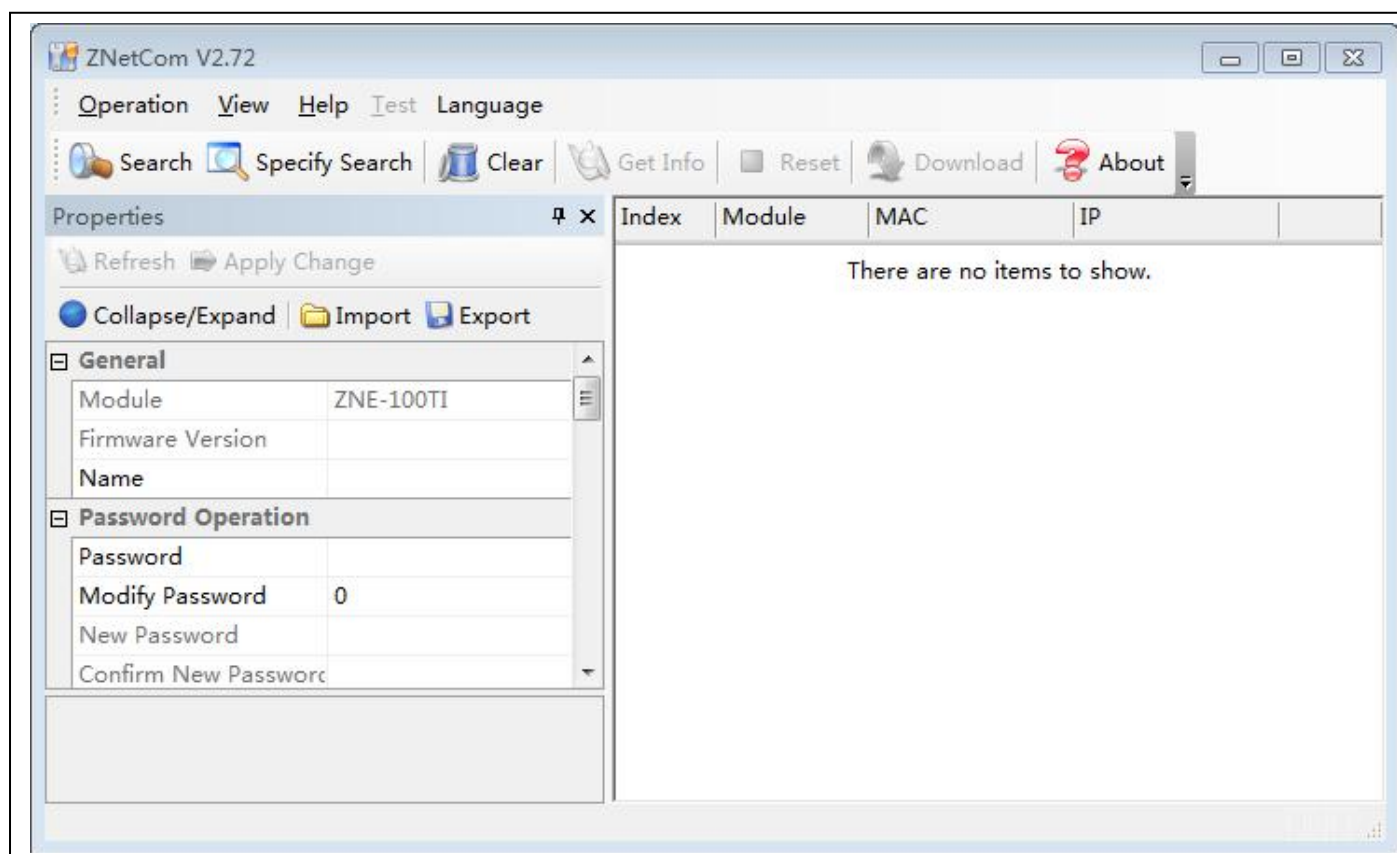 ZNetCom V2.72
Operation View Help Test Language
Search Specify Search Clear Get Info Reset Download About
Properties
Index Module MAC IP
Refresh Apply Change
There are no items to show.
Collapse/Expand Import Export
General
Module ZNE-100TI
Firmware Version
Name
Password Operation
Password
Modify Password 0
New Password
Confirm New Passworc